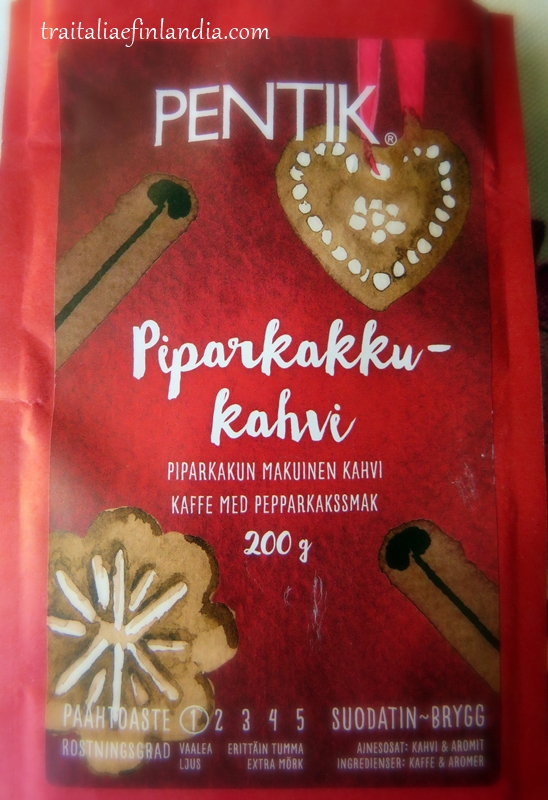 traitaliaefinlandia.com
PENTIK®
Piparkakku-
kahvi
PIPARKAKUN MAKUINEN KAHVI
KAFFE MED PEPPARKAKSSMAK
200 g
PAAHTOASTE 1 2 3 4 5 SUODATIN~BRYGG
ROSTNINGSGRAD VAALEA ERITTÄIN TUMMA AINESOSAT: KAHVI & AROMIT
LJUS EXTRA MÖRK INGREDIENSER: KAFFE & AROMER